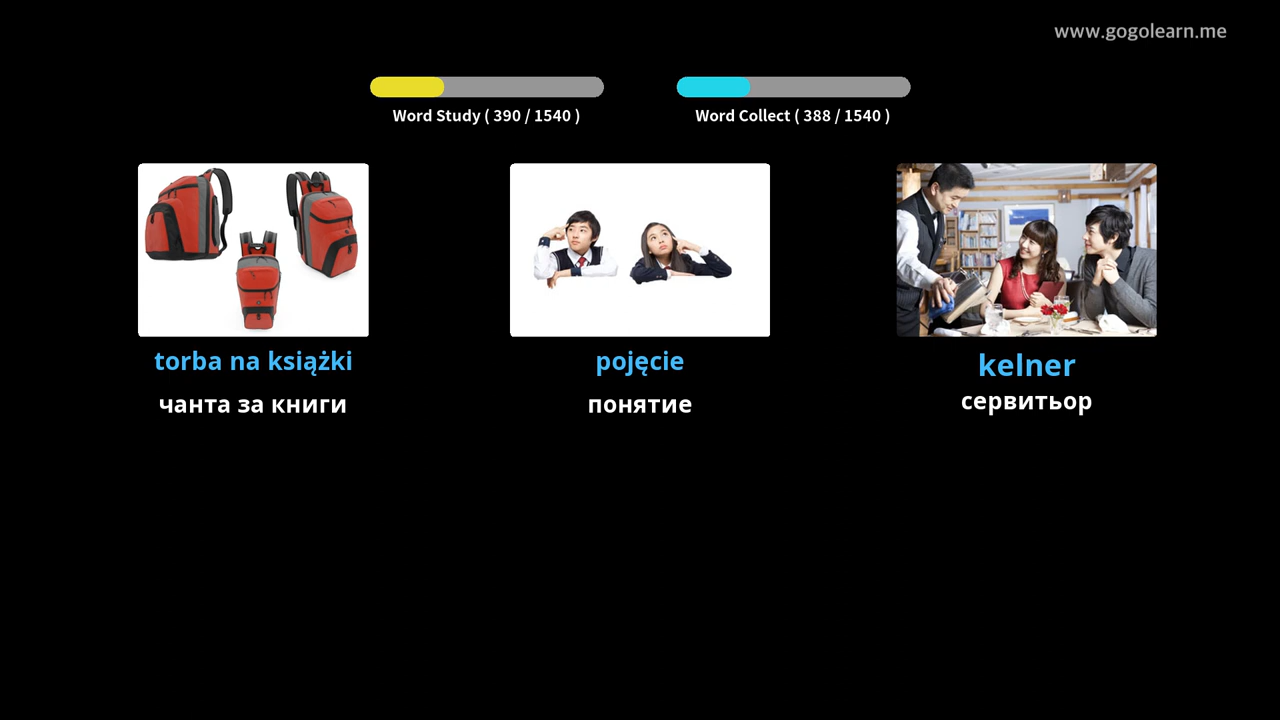 www.gogolearn.me
Word Study ( 390 / 1540 )
Word Collect ( 388 / 1540 )
torba na książki
pojęcie
kelner
чанта за книги
понятие
сервитьор